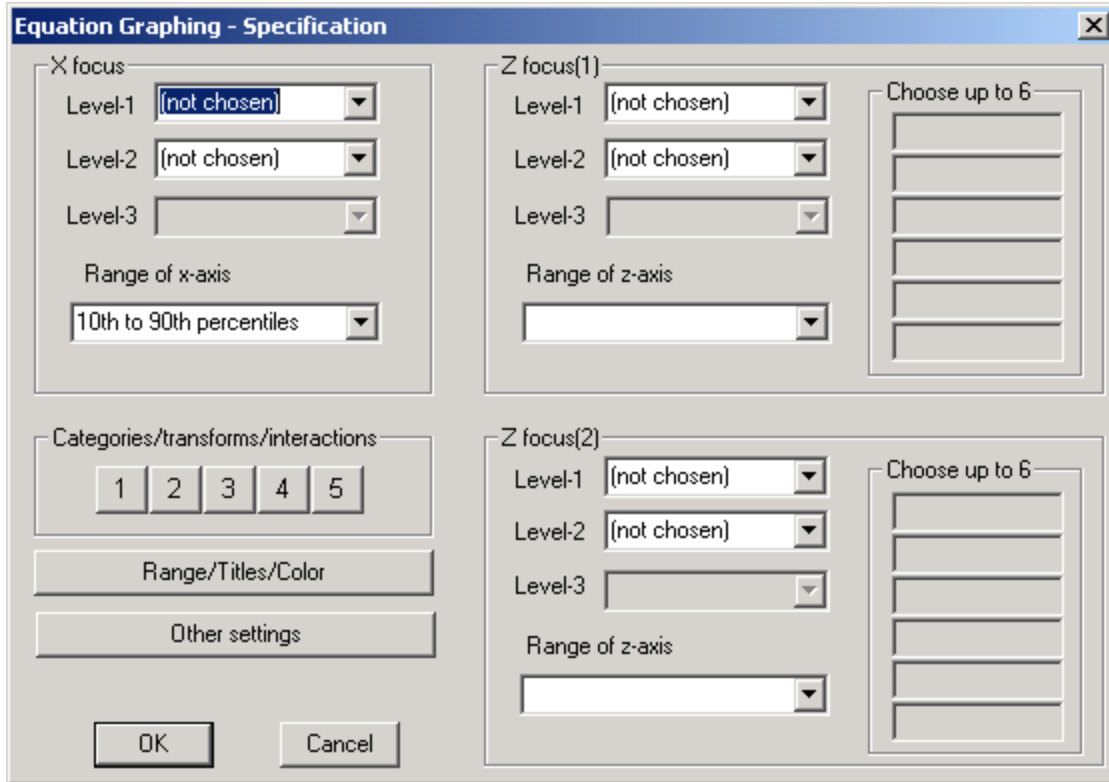 Equation Graphing - Specification
X focus
Level-1 (not chosen)
Level-2 (not chosen)
Level-3
Range of x-axis
10th to 90th percentiles
Z focus(1)
Level-1 (not chosen)
Level-2 (not chosen)
Level-3
Range of z-axis
Choose up to 6
Categories/transforms/interactions
1 2 3 4 5
Range/Titles/Color
Other settings
OK Cancel
Z focus(2)
Level-1 (not chosen)
Level-2 (not chosen)
Level-3
Range of z-axis
Choose up to 6